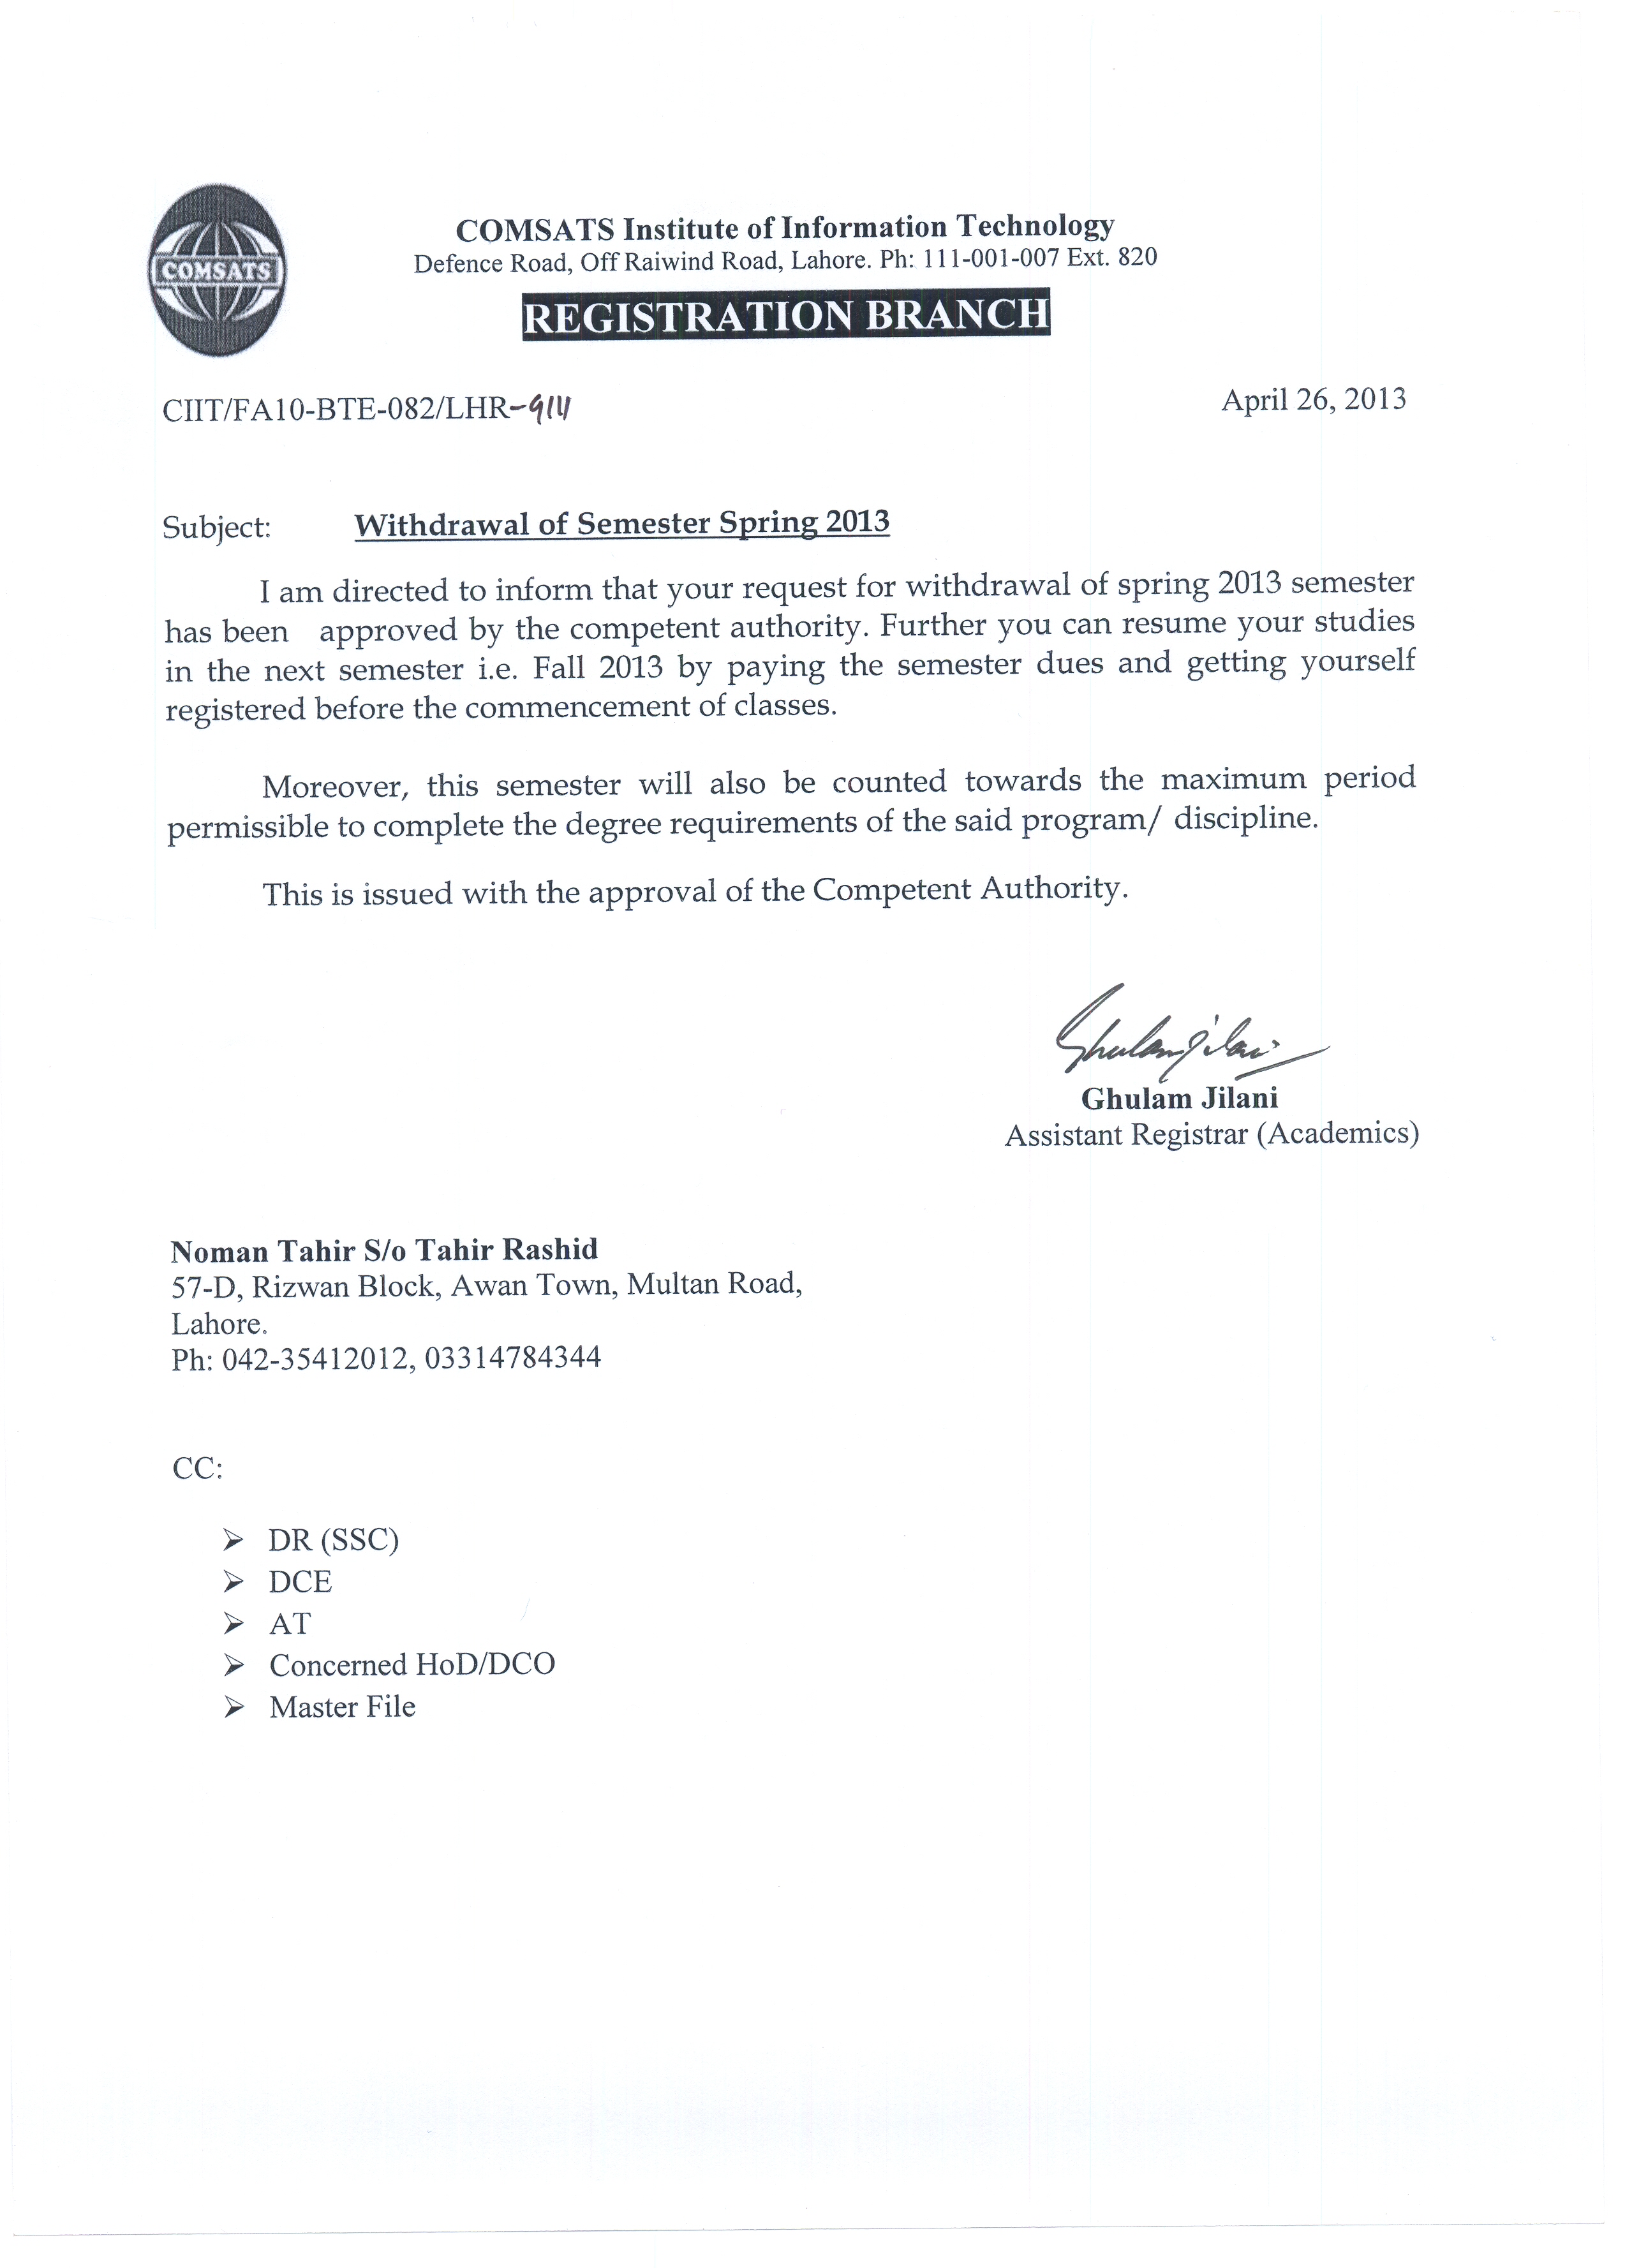 COMSATS
COMSATS Institute of Information Technology
Defence Road, Off Raiwind Road, Lahore. Ph: 111-001-007 Ext. 820
REGISTRATION BRANCH
CIIT/FA10-BTE-082/LHR-911
April 26, 2013
Subject: Withdrawal of Semester Spring 2013
I am directed to inform that your request for withdrawal of spring 2013 semester
has been approved by the competent authority. Further you can resume your studies
in the next semester i.e. Fall 2013 by paying the semester dues and getting yourself
registered before the commencement of classes.
Moreover, this semester will also be counted towards the maximum period
permissible to complete the degree requirements of the said program/ discipline.
This is issued with the approval of the Competent Authority.
Ghulam Jilani
Ghulam Jilani
Assistant Registrar (Academics)
Noman Tahir S/o Tahir Rashid
57-D, Rizwan Block, Awan Town, Multan Road,
Lahore.
Ph: 042-35412012, 03314784344
CC:
➢ DR (SSC)
➢ DCE
➢ AT
➢ Concerned HoD/DCO
➢ Master File